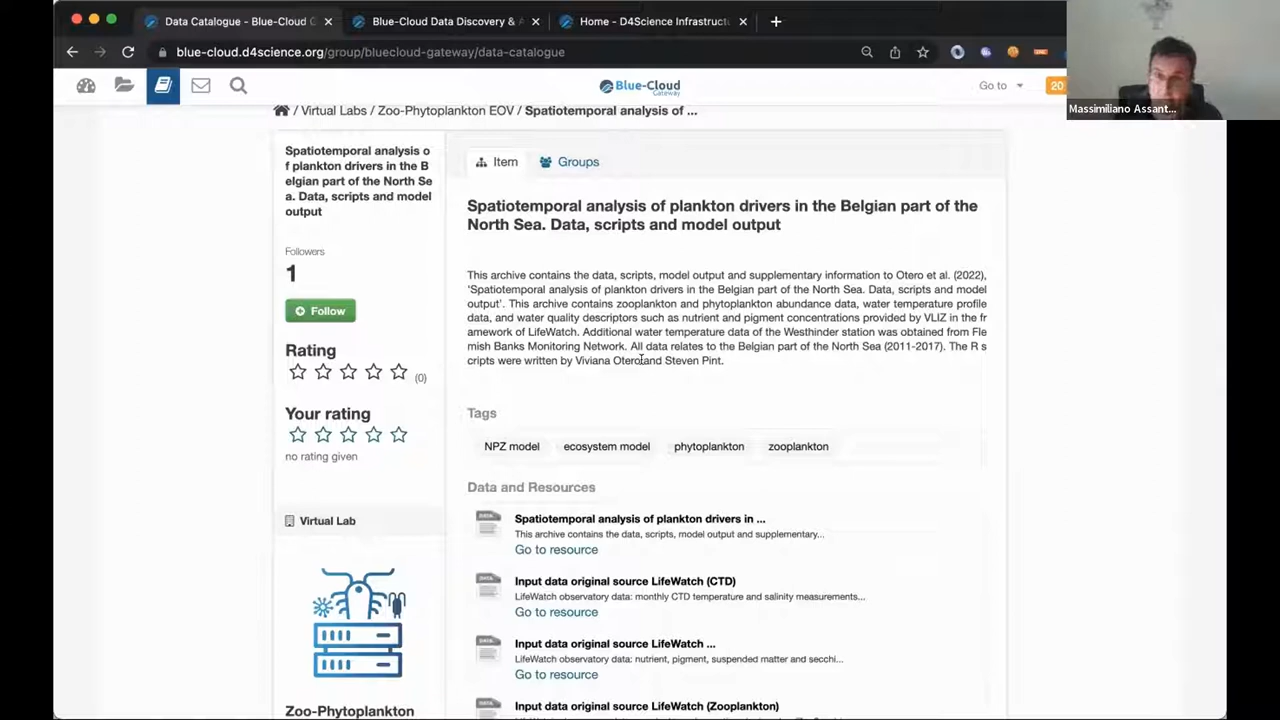 Data Catalogue - Blue-Cloud G
Blue-Cloud Data Discovery & A
Home - D4Science Infrastruct
blue-cloud.d4science.org/group/bluecloud-gateway/data-catalogue
Massimiliano Assant...
Blue-Cloud
Gateway
Go to
20
/ Virtual Labs / Zoo-Phytoplankton EOV / Spatiotemporal analysis of ...
Spatiotemporal analysis o
f plankton drivers in the B
elgian part of the North Se
a. Data, scripts and model
output
Followers
1
Follow
Rating
(0)
Your rating
no rating given
Virtual Lab
Zoo-Phytoplankton
Item
Groups
Spatiotemporal analysis of plankton drivers in the Belgian part of the
North Sea. Data, scripts and model output
This archive contains the data, scripts, model output and supplementary information to Otero et al. (2022),
'Spatiotemporal analysis of plankton drivers in the Belgian part of the North Sea. Data, scripts and model
output'. This archive contains zooplankton and phytoplankton abundance data, water temperature profile
data, and water quality descriptors such as nutrient and pigment concentrations provided by VLIZ in the fr
amework of LifeWatch. Additional water temperature data of the Westhinder station was obtained from Fle
mish Banks Monitoring Network. All data relates to the Belgian part of the North Sea (2011-2017). The R s
cripts were written by Viviana Otero and Steven Pint.
Tags
NPZ model
ecosystem model
phytoplankton
zooplankton
Data and Resources
Spatiotemporal analysis of plankton drivers in ...
This archive contains the data, scripts, model output and supplementary...
Go to resource
Input data original source LifeWatch (CTD)
LifeWatch observatory data: monthly CTD temperature and salinity measurements...
Go to resource
Input data original source LifeWatch ...
LifeWatch observatory data: nutrient, pigment, suspended matter and secchi...
Go to resource
Input data original source LifeWatch (Zooplankton)